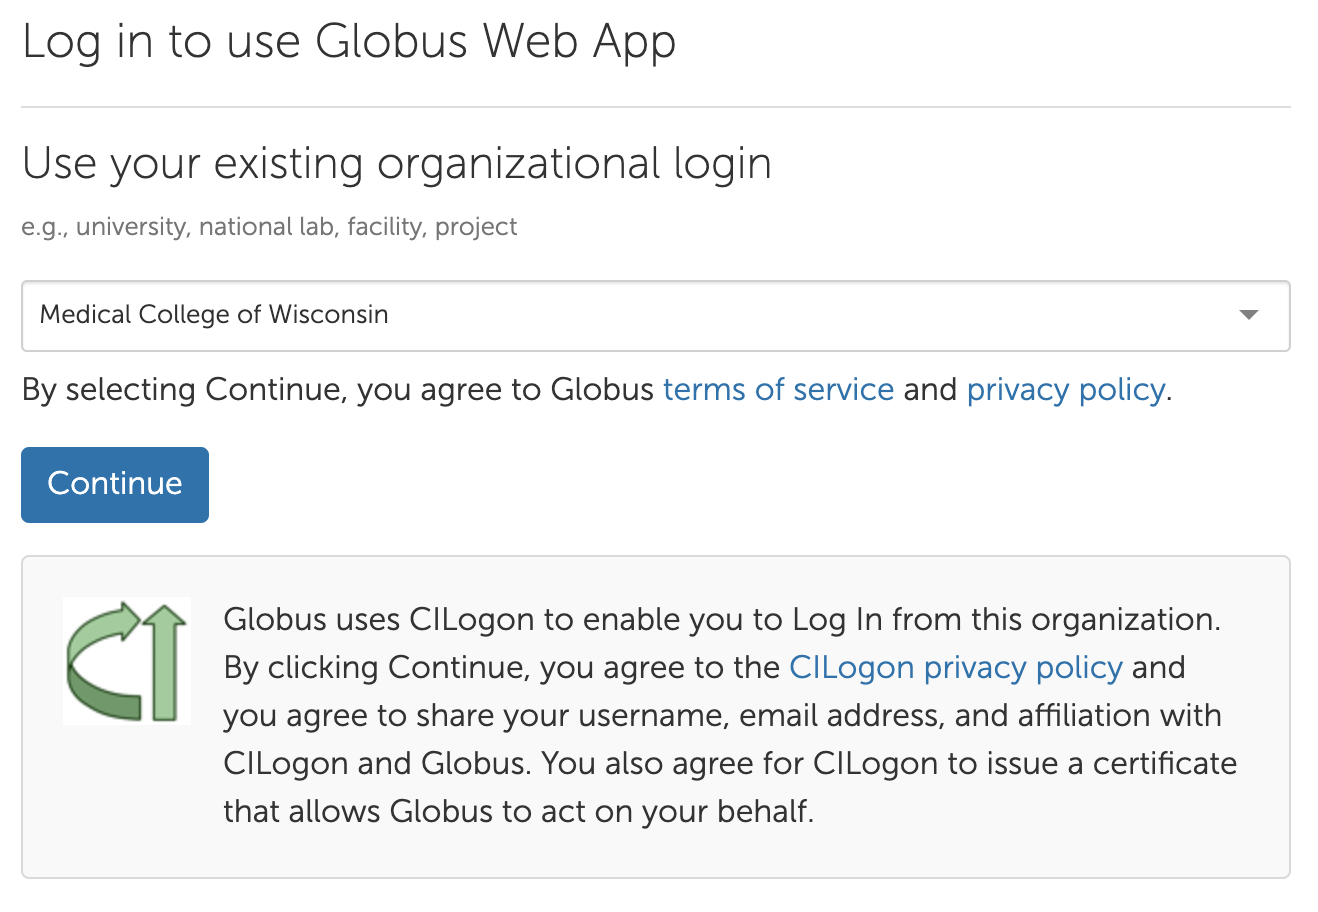 Log in to use Globus Web App
Use your existing organizational login
e.g., university, national lab, facility, project
Medical College of Wisconsin
By selecting Continue, you agree to Globus terms of service and privacy policy.
Continue
Globus uses CILogon to enable you to Log In from this organization.
By clicking Continue, you agree to the CILogon privacy policy and
you agree to share your username, email address, and affiliation with
CILogon and Globus. You also agree for CILogon to issue a certificate
that allows Globus to act on your behalf.